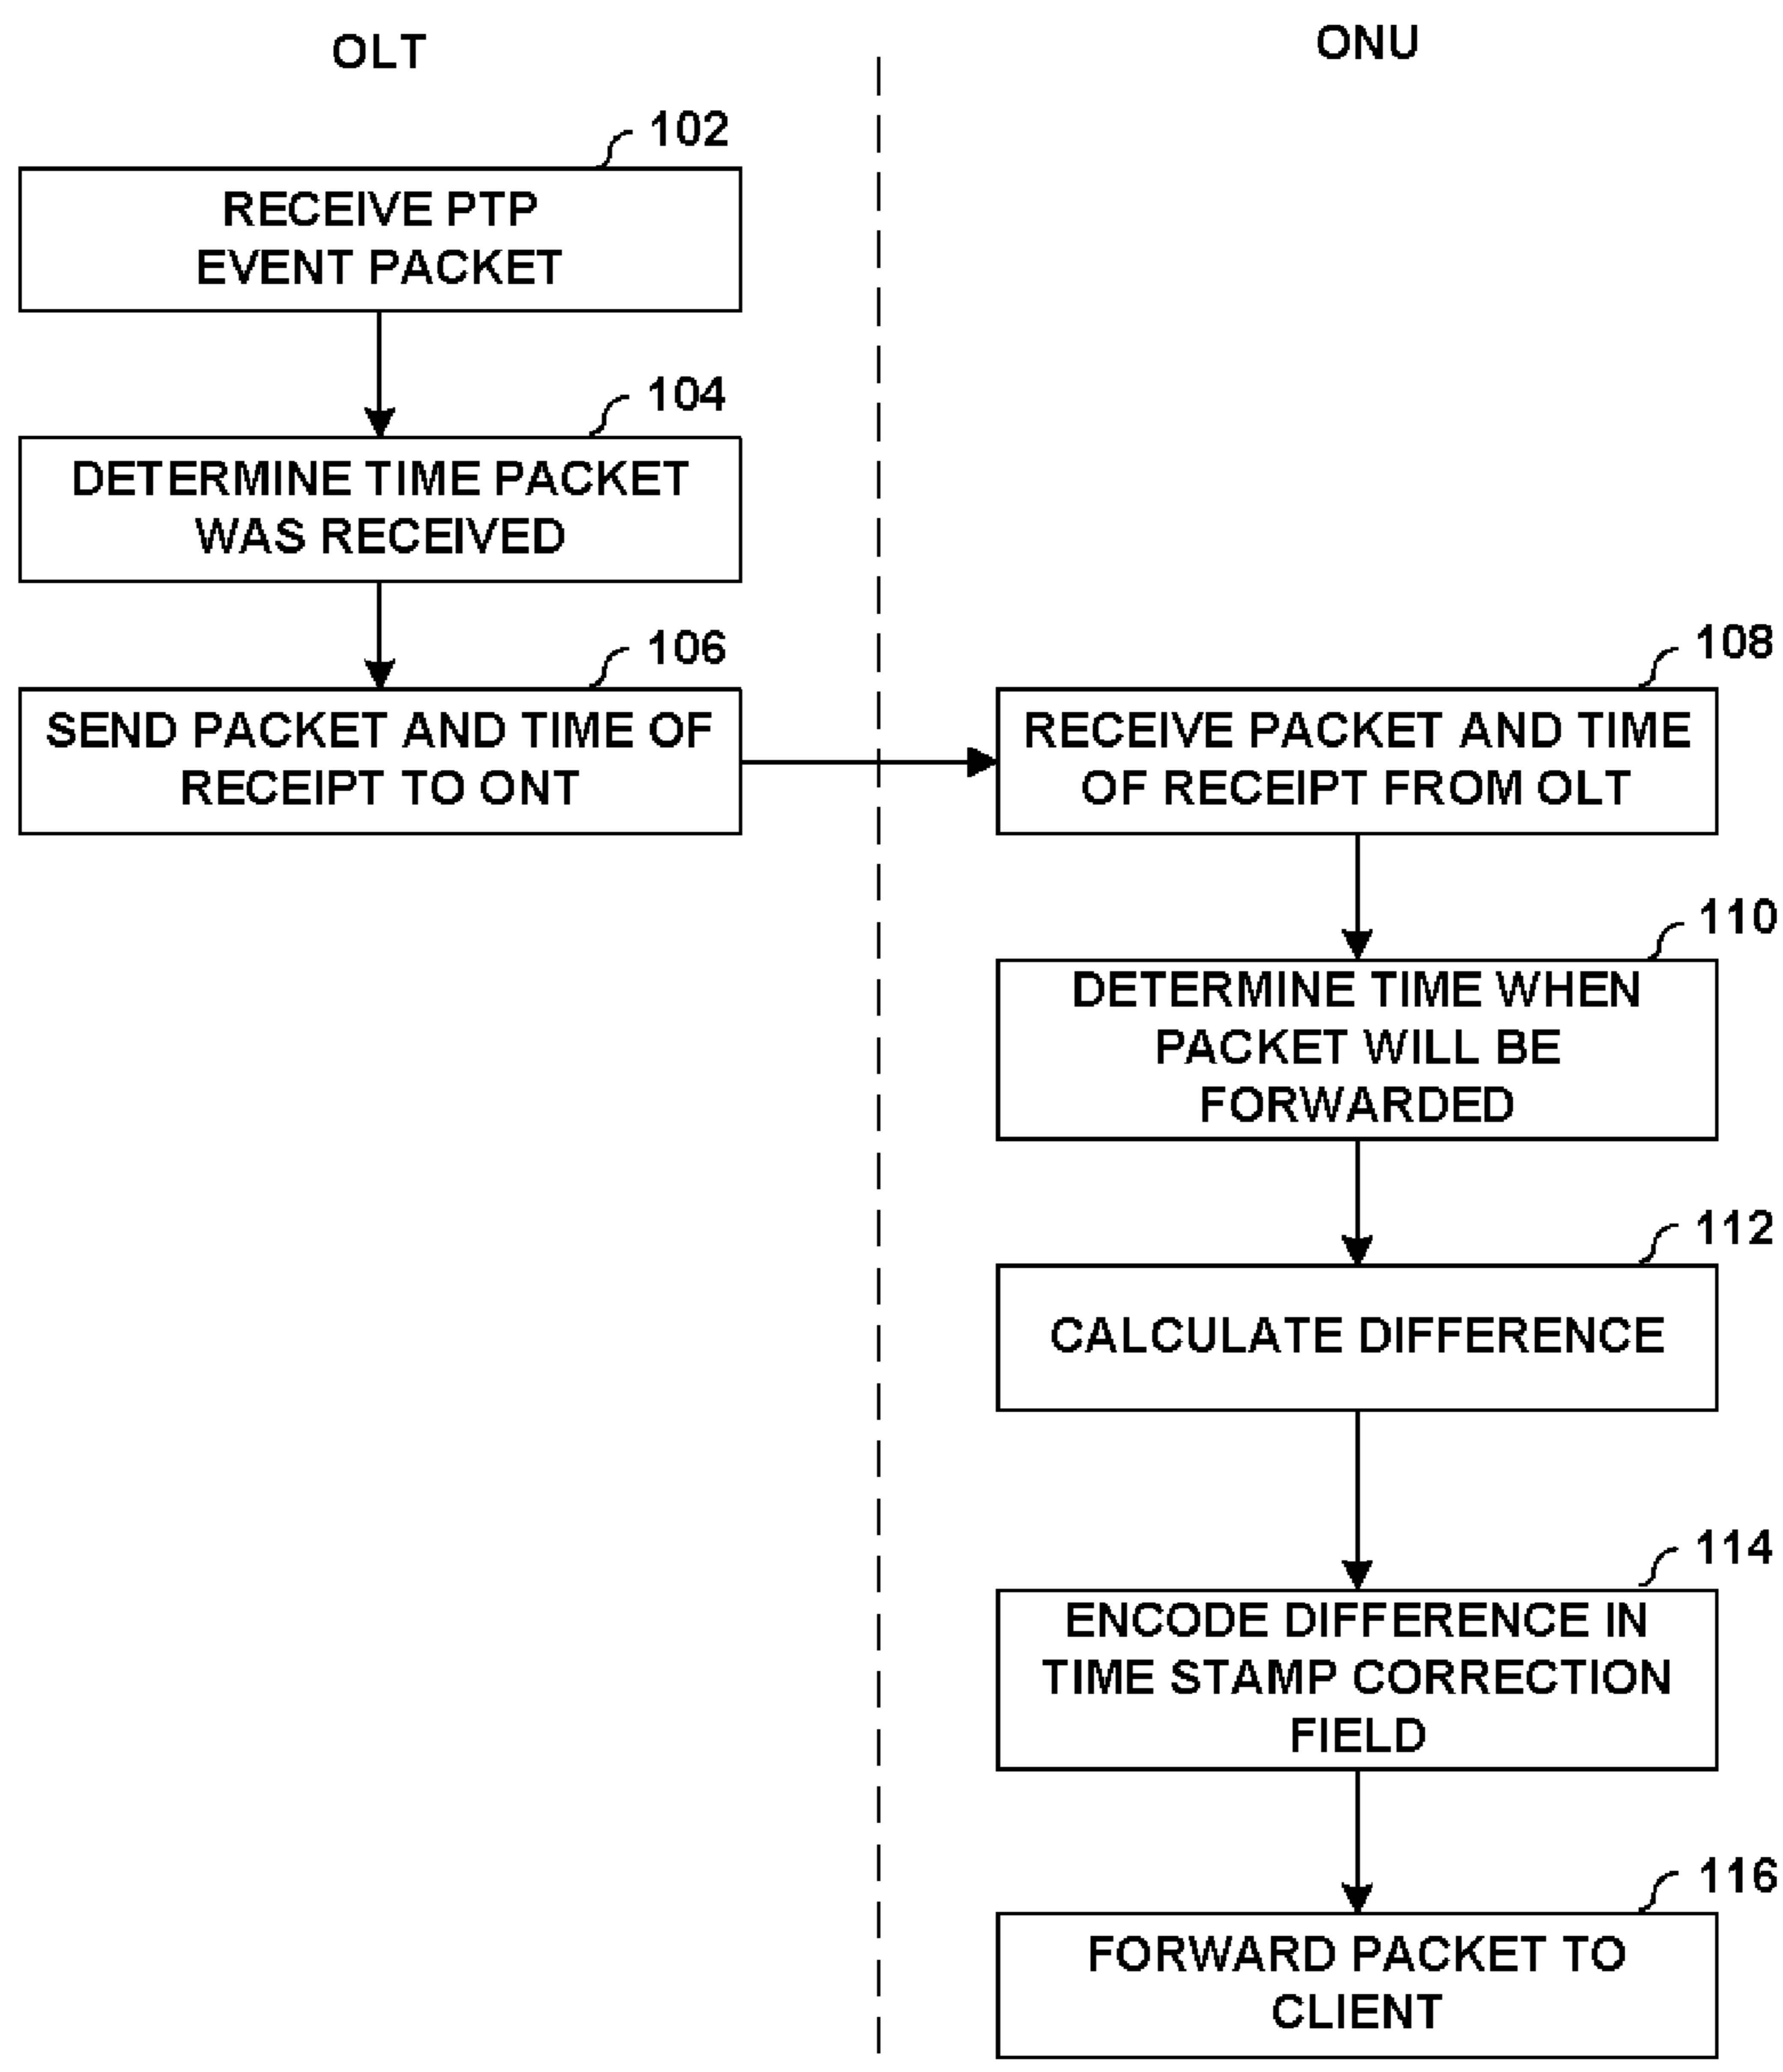 OLT
ONU
102
RECEIVE PTP
EVENT PACKET
104
DETERMINE TIME PACKET
WAS RECEIVED
106
SEND PACKET AND TIME OF
RECEIPT TO ONT
108
RECEIVE PACKET AND TIME
OF RECEIPT FROM OLT
110
DETERMINE TIME WHEN
PACKET WILL BE
FORWARDED
112
CALCULATE DIFFERENCE
114
ENCODE DIFFERENCE IN
TIME STAMP CORRECTION
FIELD
116
FORWARD PACKET TO
CLIENT